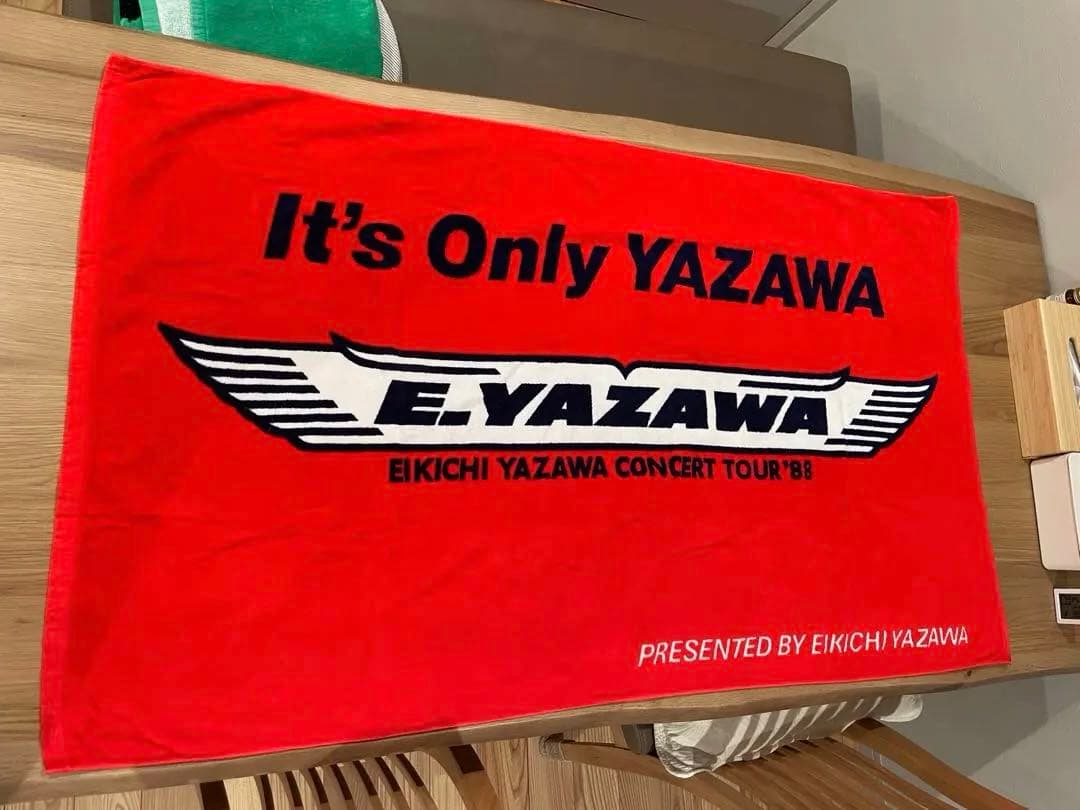 It's Only YAZAWA
E.YAZAWA
EIKICHI YAZAWA CONCERT TOUR'88
PRESENTED BY EIKICHI YAZAWA